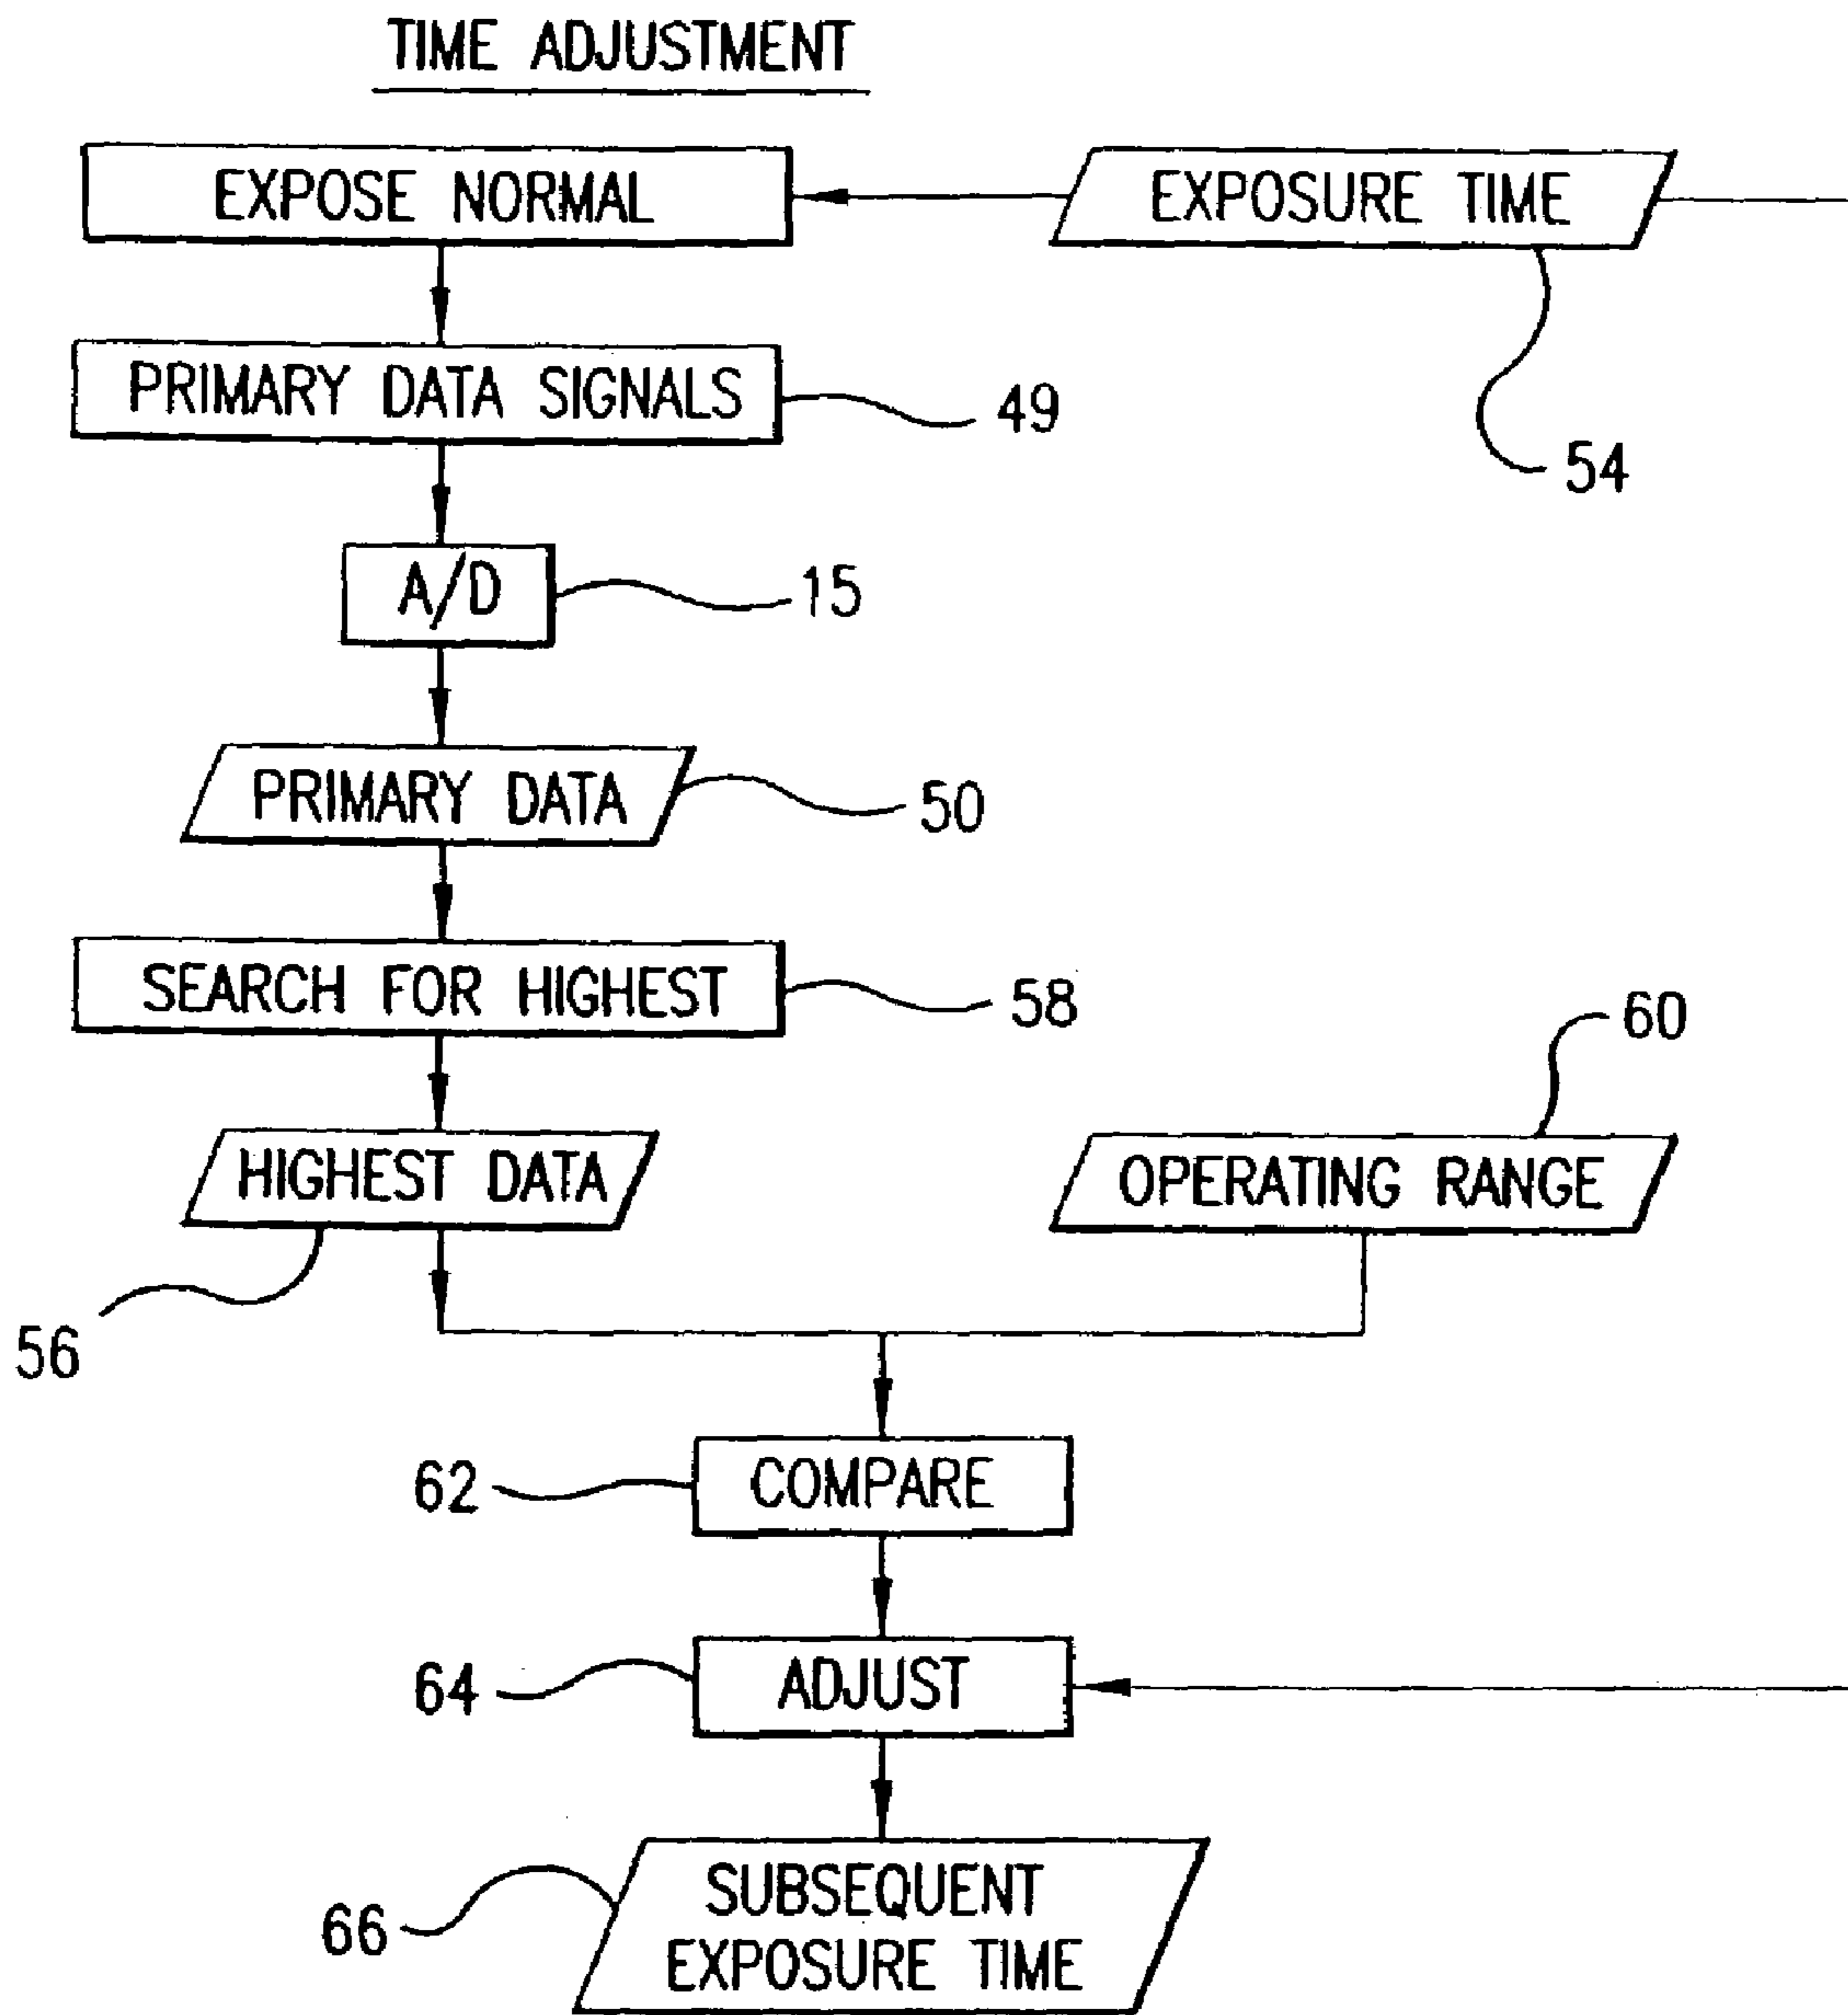 TIME ADJUSTMENT
EXPOSE NORMAL
EXPOSURE TIME
54
PRIMARY DATA SIGNALS
49
A/D
15
PRIMARY DATA
50
SEARCH FOR HIGHEST
58
HIGHEST DATA
56
OPERATING RANGE
60
COMPARE
62
ADJUST
64
SUBSEQUENT
EXPOSURE TIME
66